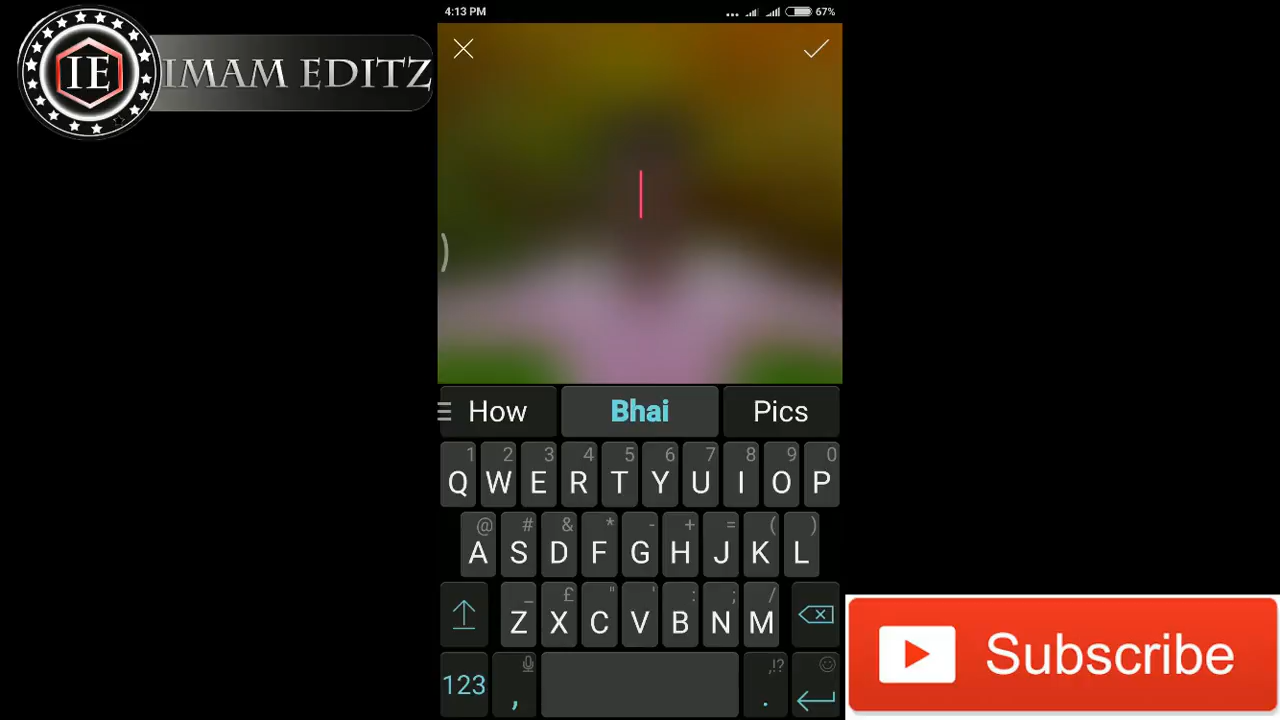 4:13 PM
67%
IE
IMAM EDITZ
How Bhai Pics
1 2 3 4 5 6 7 8 9 0
Q W E R T Y U I O P
@ # & * - + = ( )
A S D F G H J K L
_ £ " ' : ; /
Z X C V B N M
,!?
123 , .
Subscribe